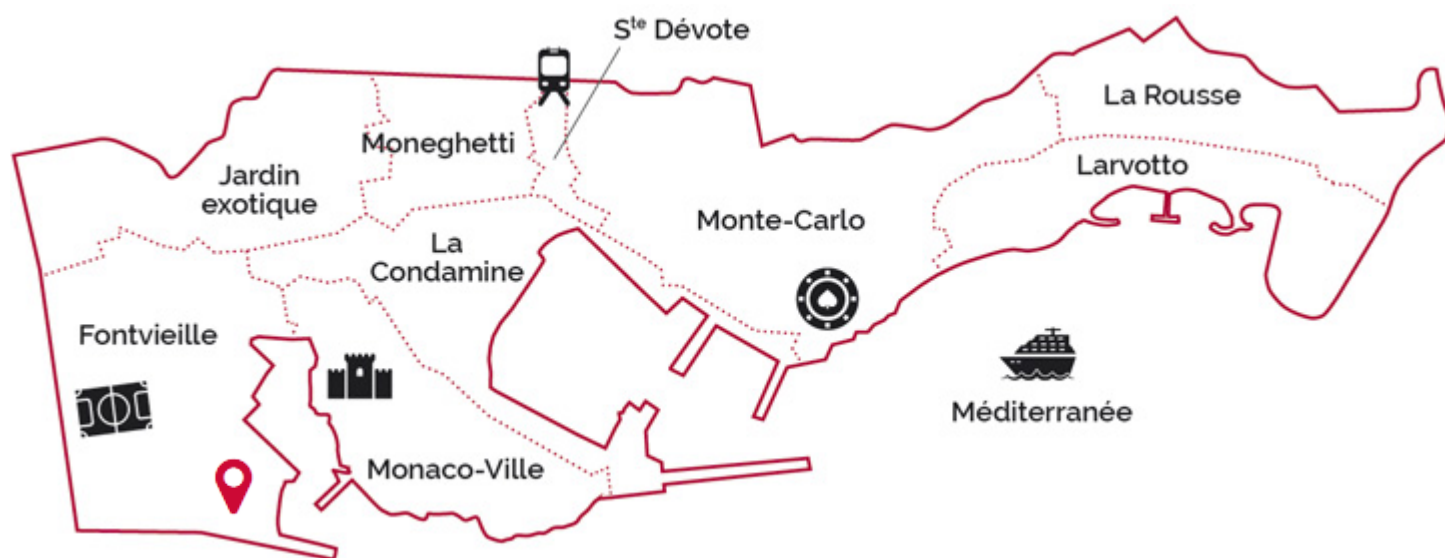 Sᵗᵉ Dévote
La Rousse
Moneghetti
Larvotto
Jardin
exotique
Monte-Carlo
La
Condamine
Fontvieille
Méditerranée
Monaco-Ville